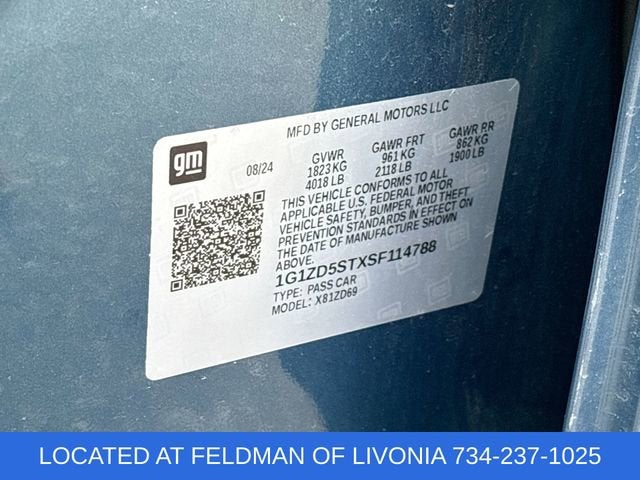 MFD BY GENERAL MOTORS LLC
gm
08/24
GVWR GAWR FRT GAWR RR
1823 KG 961 KG 862 KG
4018 LB 2118 LB 1900 LB
THIS VEHICLE CONFORMS TO ALL
APPLICABLE U.S. FEDERAL MOTOR
VEHICLE SAFETY, BUMPER, AND THEFT
PREVENTION STANDARDS IN EFFECT ON
THE DATE OF MANUFACTURE SHOWN
ABOVE.
1G1ZD5STXSF114788
TYPE: PASS CAR
MODEL: X81ZD69
LOCATED AT FELDMAN OF LIVONIA 734-237-1025